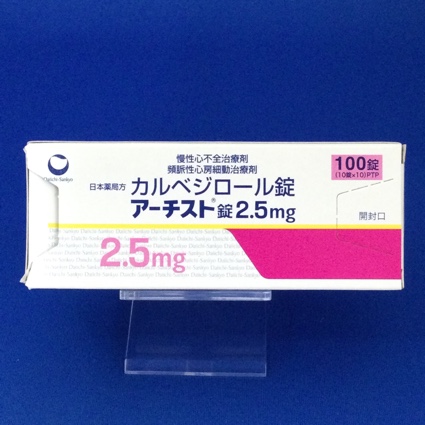 慢性心不全治療剤
頻脈性心房細動治療剤
100錠
(10錠×10)PTP
Daiichi-Sankyo
日本薬局方 カルベジロール錠
アーチスト®錠2.5mg
開封口
2.5mg